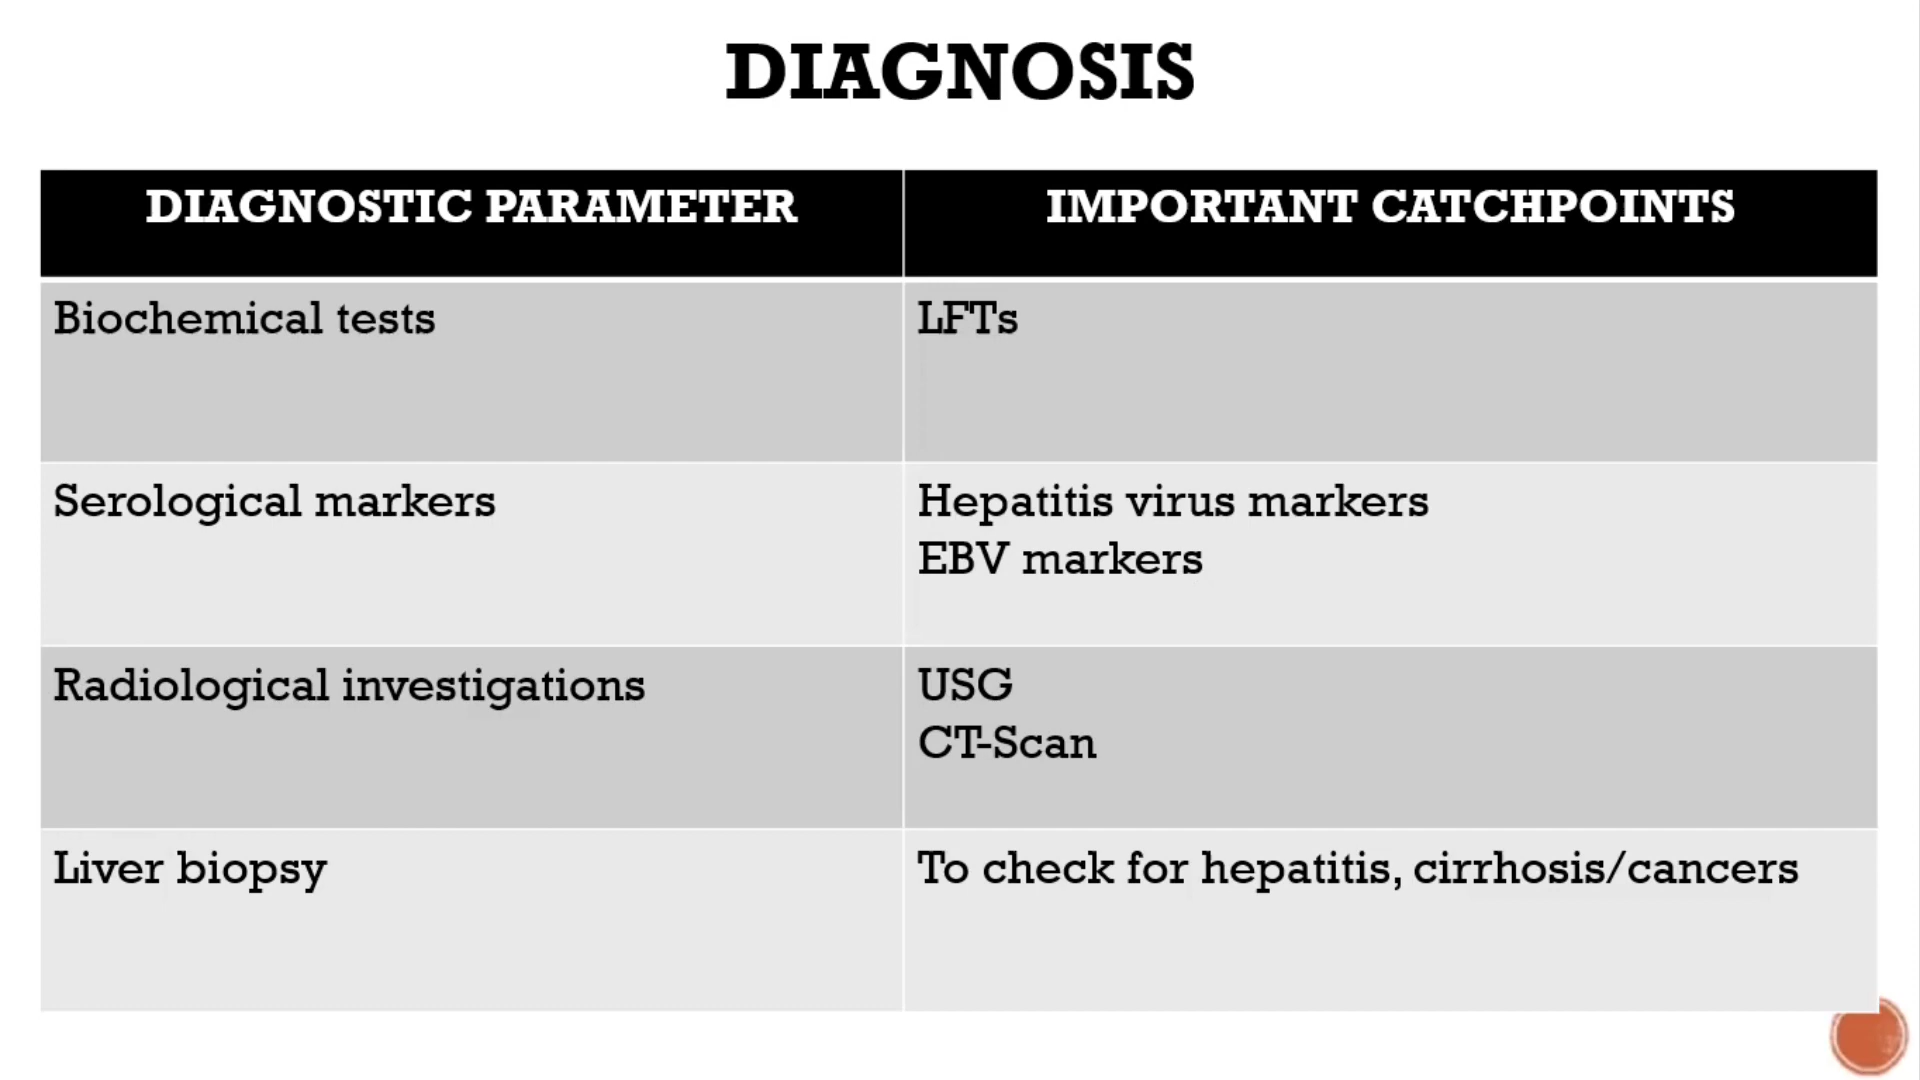 DIAGNOSIS
DIAGNOSTIC PARAMETER
IMPORTANT CATCHPOINTS
Biochemical tests
LFTs
Serological markers
Hepatitis virus markers
EBV markers
Radiological investigations
USG
CT-Scan
Liver biopsy
To check for hepatitis, cirrhosis/cancers